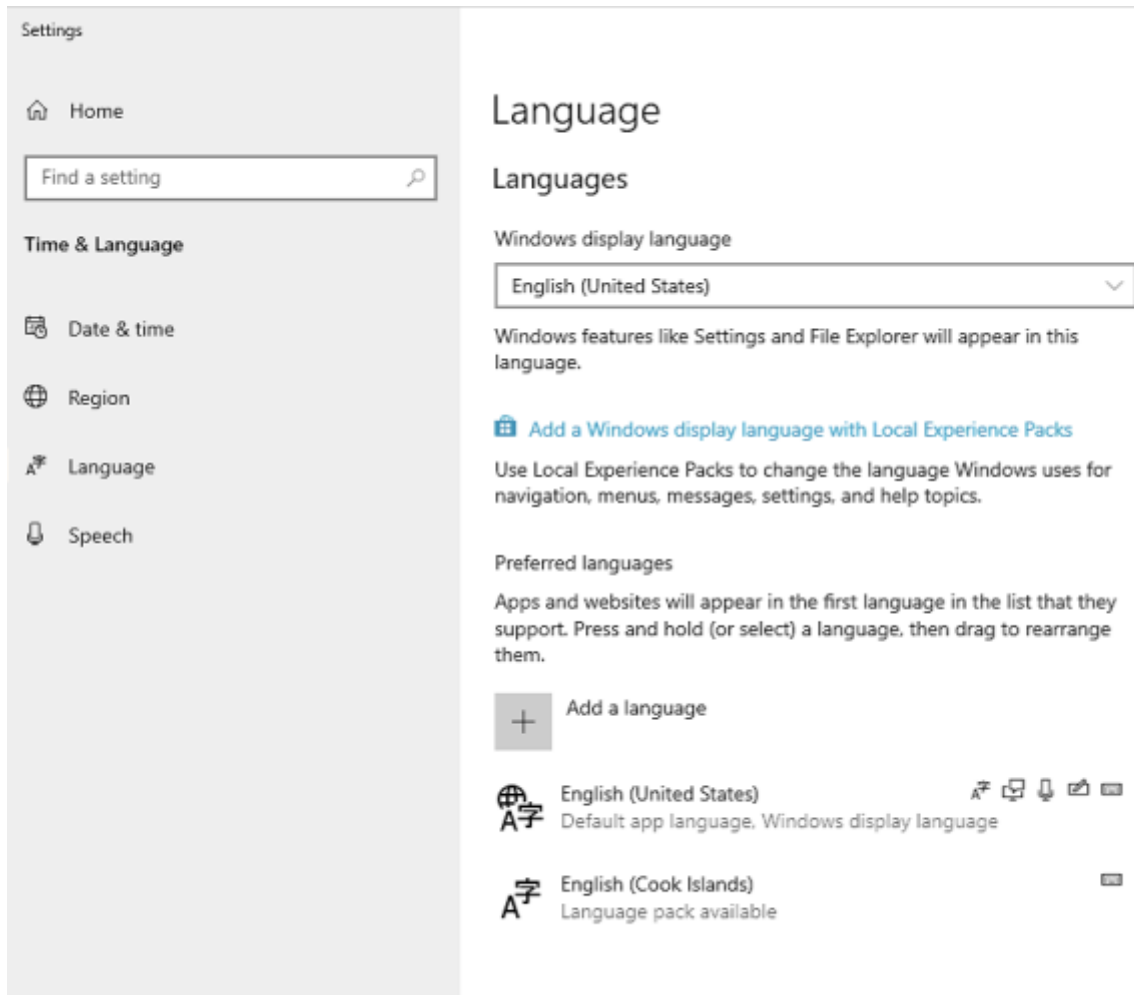 Settings
Home
Find a setting
Time & Language
Date & time
Region
Language
Speech
Language
Languages
Windows display language
English (United States)
Windows features like Settings and File Explorer will appear in this
language.
Add a Windows display language with Local Experience Packs
Use Local Experience Packs to change the language Windows uses for
navigation, menus, messages, settings, and help topics.
Preferred languages
Apps and websites will appear in the first language in the list that they
support. Press and hold (or select) a language, then drag to rearrange
them.
Add a language
English (United States)
Default app language, Windows display language
English (Cook Islands)
Language pack available